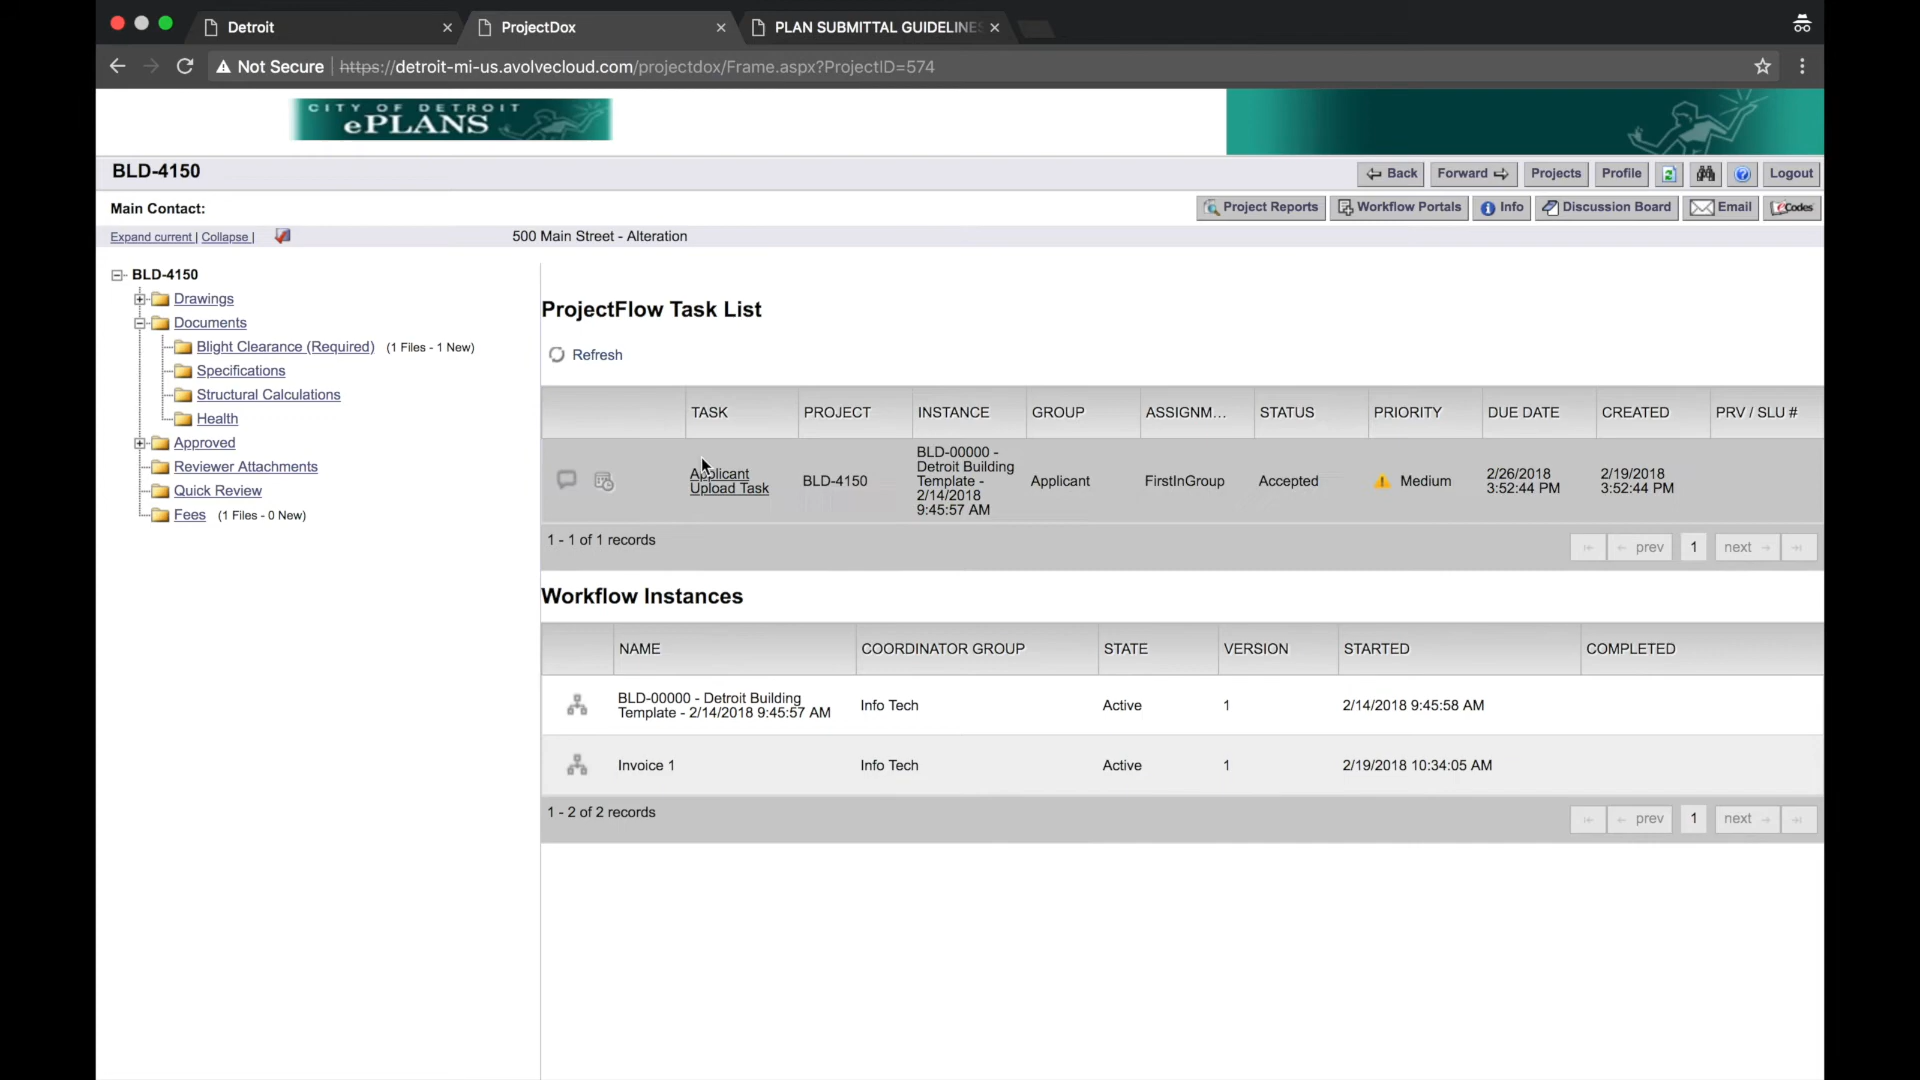 Detroit
ProjectDox
PLAN SUBMITTAL GUIDELINES
Not Secure
https://detroit-mi-us.avolvecloud.com/projectdox/Frame.aspx?ProjectID=574
CITY OF DETROIT
ePLANS
BLD-4150
Back
Forward
Projects
Profile
Logout
Main Contact:
Project Reports
Workflow Portals
Info
Discussion Board
Email
eCodes
Expand current | Collapse |
500 Main Street - Alteration
BLD-4150
Drawings
Documents
Blight Clearance (Required) (1 Files - 1 New)
Specifications
Structural Calculations
Health
Approved
Reviewer Attachments
Quick Review
Fees (1 Files - 0 New)
ProjectFlow Task List
Refresh
TASK PROJECT INSTANCE GROUP ASSIGNM... STATUS PRIORITY DUE DATE CREATED PRV / SLU #
Applicant
Upload Task
BLD-4150
BLD-00000 -
Detroit Building
Template -
2/14/2018
9:45:57 AM
Applicant
FirstInGroup
Accepted
Medium
2/26/2018
3:52:44 PM
2/19/2018
3:52:44 PM
1 - 1 of 1 records
prev 1 next
Workflow Instances
NAME COORDINATOR GROUP STATE VERSION STARTED COMPLETED
BLD-00000 - Detroit Building
Template - 2/14/2018 9:45:57 AM
Info Tech
Active
1
2/14/2018 9:45:58 AM
Invoice 1 Info Tech Active 1 2/19/2018 10:34:05 AM
1 - 2 of 2 records
prev 1 next